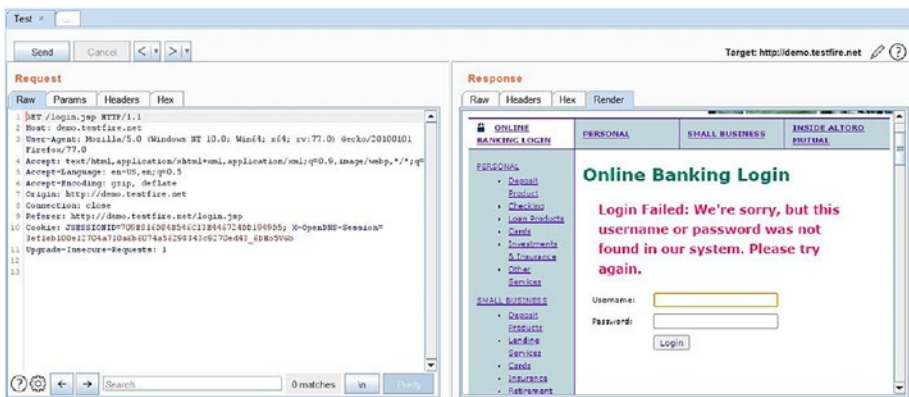 Test ×
...
Send Cancel < >
Target: http://demo.testfire.net
Request
Raw Params Headers Hex
1 GET /login.jsp HTTP/1.1
2 Host: demo.testfire.net
3 User-Agent: Mozilla/5.0 (Windows NT 10.0; Win64; x64; rv:77.0) Gecko/20100101
Firefox/77.0
4 Accept: text/html,application/xhtml+xml,application/xml;q=0.9,image/webp,*/*;q=
5 Accept-Language: en-US,en;q=0.5
6 Accept-Encoding: gzip, deflate
7 Origin: http://demo.testfire.net
8 Connection: close
9 Referer: http://demo.testfire.net/login.jsp
10 Cookie: X-OpenDNS-Session=
11 Upgrade-Insecure-Requests: 1
12
13
Search...
0 matches \n Pretty
Response
Raw Headers Hex Render
ONLINE BANKING LOGIN
PERSONAL
SMALL BUSINESS
INSIDE ALTORO MUTUAL
PERSONAL
Deposit
Product
Checking
Loan Products
Cards
Investments
& Insurance
Other
Services
SMALL BUSINESS
Deposit
Products
Lending
Services
Cards
Insurance
Retirement
Online Banking Login
Login Failed: We're sorry, but this
username or password was not
found in our system. Please try
again.
Username:
Password:
Login